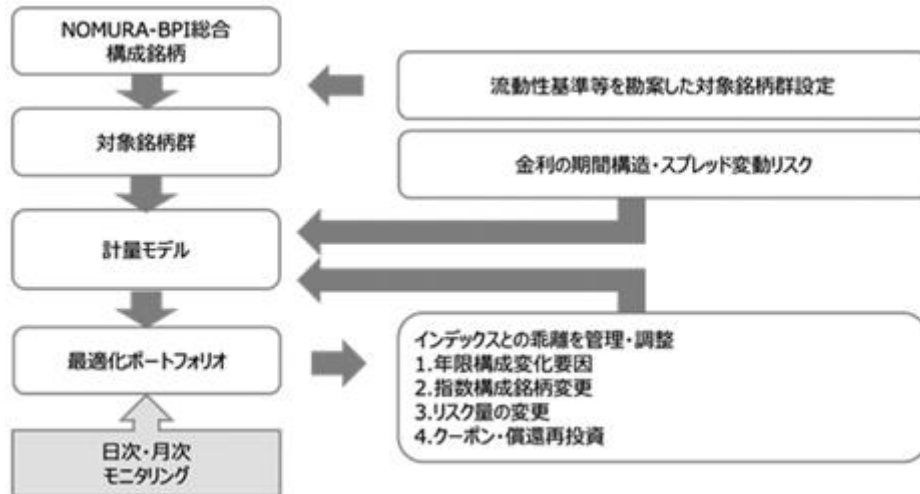 NOMURA-BPI総合
構成銘柄
流動性基準等を勘案した対象銘柄群設定
対象銘柄群
金利の期間構造・スプレッド変動リスク
計量モデル
最適化ポートフォリオ
インデックスとの乖離を管理・調整
1.年限構成変化要因
2.指数構成銘柄変更
3.リスク量の変更
4.クーポン・償還再投資
日次・月次
モニタリング